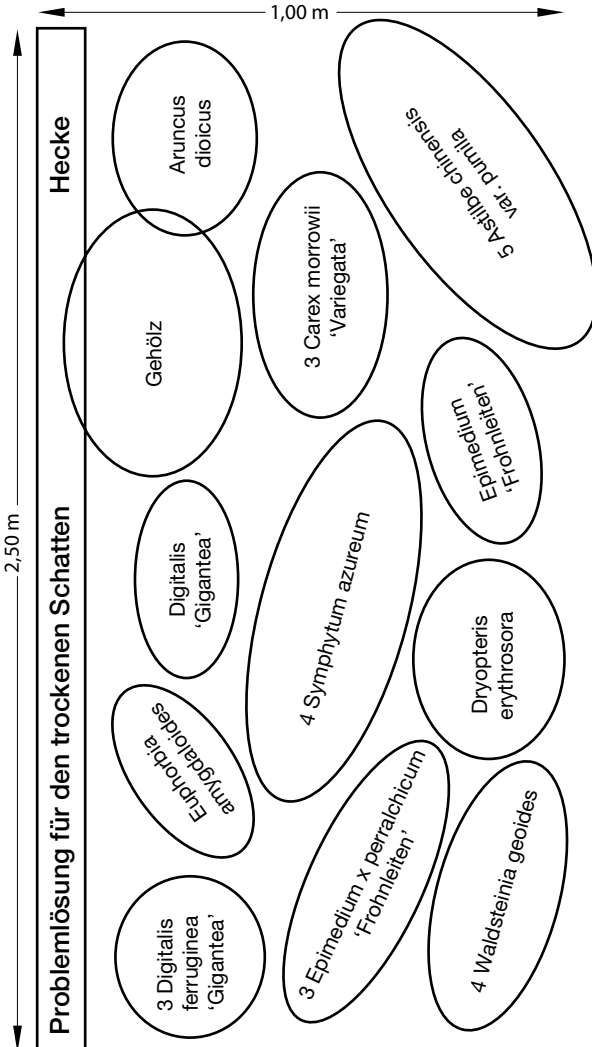 1,00 m
2,50 m
Problemlösung für den trockenen Schatten
Hecke
3 Digitalis
ferruginea
‘Gigantea’
Euphorbia
amygdaloides
Digitalis
‘Gigantea’
Gehölz
Aruncus
dioicus
3 Epimedium x perralchicum
‘Frohnleiten’
4 Symphytum azureum
3 Carex morrowii
‘Variegata’
4 Waldsteinia geoides
Dryopteris
erythrosora
Epimedium
‘Frohnleiten’
5 Astilbe chinensis
var. pumila